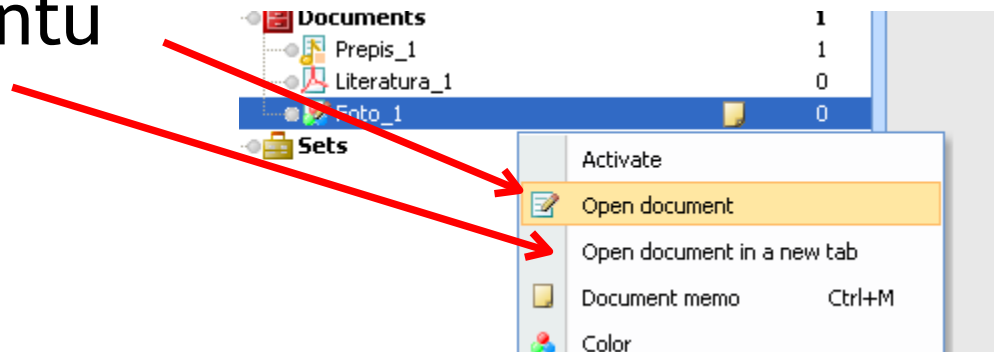 ntu
Documents 1
Prepis_1 1
Literatura_1 0
Foto_1 0
Sets
Activate
Open document
Open document in a new tab
Document memo Ctrl+M
Color